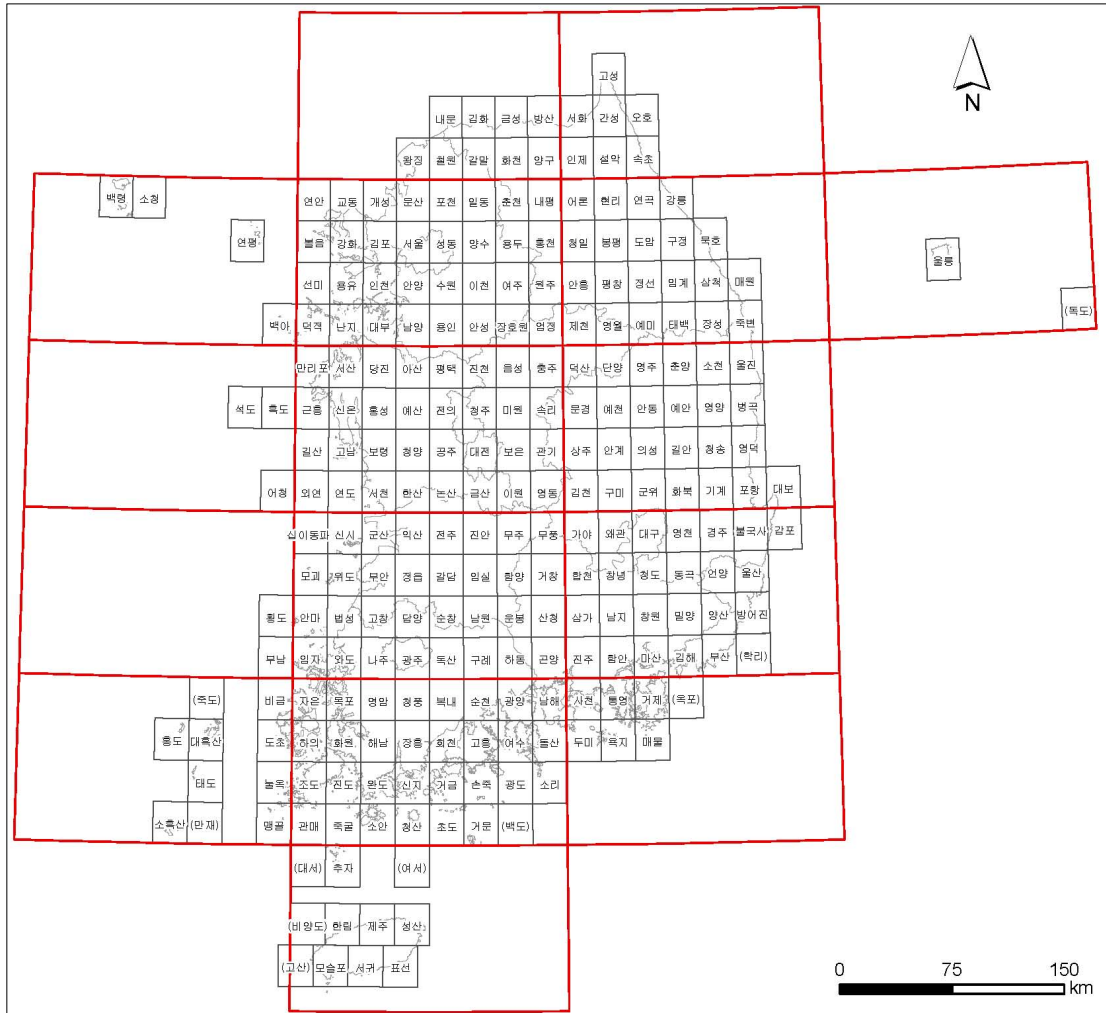 고성
N
내문 김화 금성 방산 서화 간성 오호
왕징 철원 갈말 화천 양구 인제 설악 속초
백령 소청 연안 교동 개성 문산 포천 일동 춘천 내평 어론 현리 연곡 강릉
연평 볼음 강화 김포 서울 성동 양수 용두 홍천 청일 봉평 도암 구정 묵호 울릉
선미 용유 인천 안양 수원 이천 여주 원주 안흥 평창 정선 임계 삼척 매원
백아 덕적 난지 대부 남양 용인 안성 장호원 엄정 제천 영월 예미 태백 장성 죽변 (독도)
만리포 서산 당진 아산 평택 진천 음성 충주 덕산 단양 영주 춘양 소천 울진
석도 흑도 근흥 신온 홍성 예산 전의 청주 미원 속리 문경 예천 안동 예안 영양 병곡
길산 고남 보령 청양 공주 대전 보은 관기 상주 안계 의성 길안 청송 영덕
어청 외연 연도 서천 한산 논산 금산 이원 영동 김천 구미 군위 화북 기계 포항 대보
십이동파 신시 군산 익산 전주 진안 무주 무풍 가야 왜관 대구 영천 경주 불국사 감포
모괴 위도 부안 정읍 갈담 임실 함양 거창 합천 창녕 청도 동곡 언양 울산
횡도 안마 법성 고창 담양 순창 남원 운봉 산청 삼가 남지 창원 밀양 양산 방어진
부남 임자 와도 나주 광주 독산 구례 하동 곤양 진주 함안 마산 김해 부산 (학리)
(죽도) 비금 자은 목포 영암 청풍 복내 순천 광양 남해 사천 통영 거제 (옥포)
홍도 대흑산 도초 하의 화원 해남 장흥 회천 고흥 여수 돌산 두미 욕지 매물
태도 눌옥 조도 진도 완도 신지 거금 손죽 광도 소리
소흑산 (만재) 맹골 관매 죽굴 소안 청산 초도 거문 (백도)
(대서) 추자 (여서)
(비양도) 한림 제주 성산
(고산) 모슬포 서귀 표선
0 75 150
km